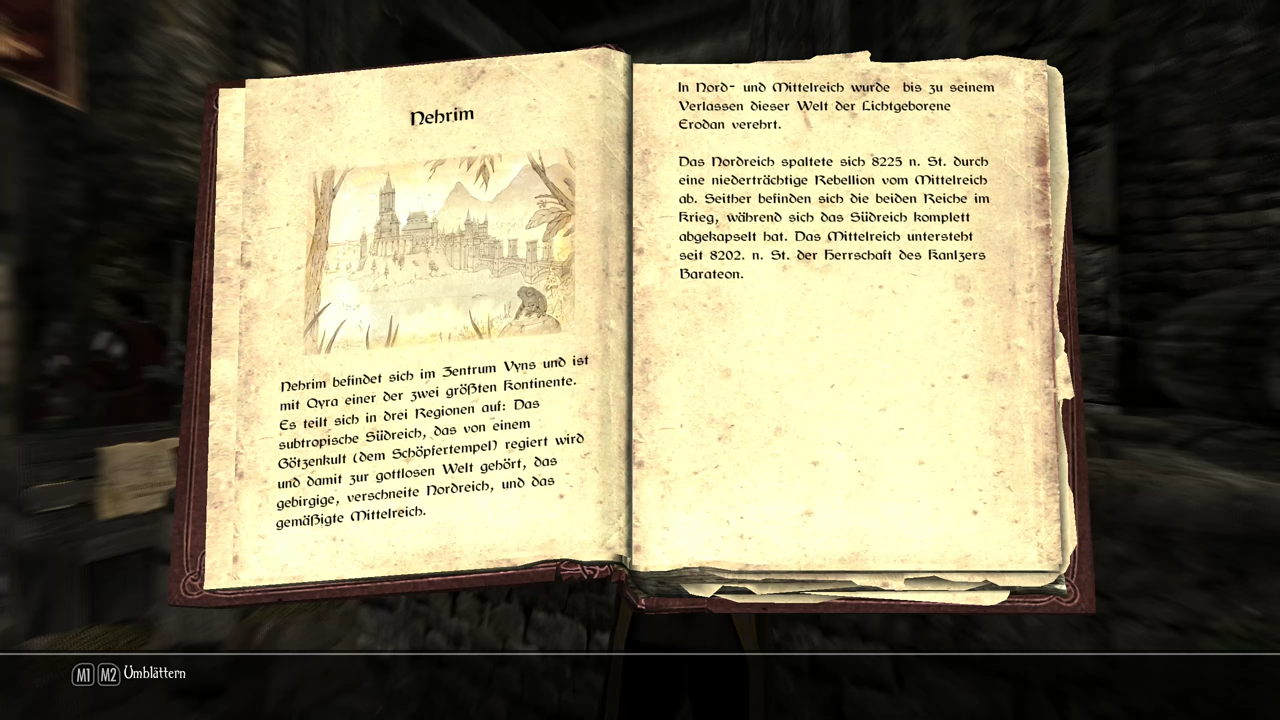 Nehrim
Nehrim befindet sich im Zentrum Vyns und ist
mit Qyra einer der zwei größten Kontinente.
Es teilt sich in drei Regionen auf: Das
subtropische Südreich, das von einem
Götzenkult (dem Schöpfertempel) regiert wird
und damit zur gottlosen Welt gehört, das
gebirgige, verschneite Nordreich, und das
gemäßigte Mittelreich.
In Nord- und Mittelreich wurde bis zu seinem
Verlassen dieser Welt der Lichtgeborene
Erodan verehrt.
Das Nordreich spaltete sich 8225 n. St. durch
eine niederträchtige Rebellion vom Mittelreich
ab. Seither befinden sich die beiden Reiche im
Krieg, während sich das Südreich komplett
abgekapselt hat. Das Mittelreich untersteht
seit 8202. n. St. der Herrschaft des Kanlzers
Barateon.
M1 M2 Umblättern